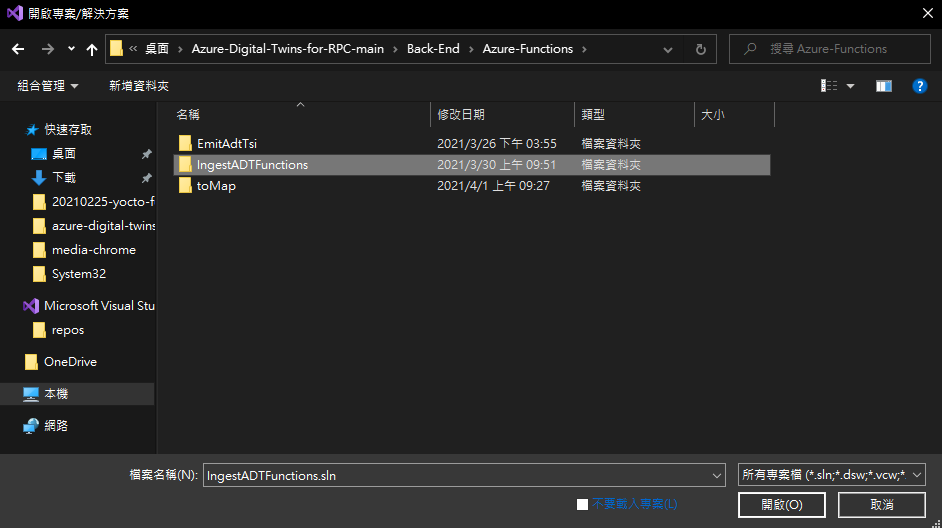 開啟專案/解決方案
« 桌面 › Azure-Digital-Twins-for-RPC-main › Back-End › Azure-Functions ›
搜尋 Azure-Functions
組合管理 新增資料夾
名稱 修改日期 類型 大小
快速存取
桌面
下載
20210225-yocto-f
azure-digital-twins
media-chrome
System32
Microsoft Visual Stu
repos
OneDrive
本機
網路
EmitAdtTsi 2021/3/26 下午 03:55 檔案資料夾
IngestADTFunctions 2021/3/30 上午 09:51 檔案資料夾
toMap 2021/4/1 上午 09:27 檔案資料夾
檔案名稱(N): IngestADTFunctions.sln 所有專案檔 (*.sln;*.dsw;*.vcw;*.
不要載入專案(L)
開啟(O) 取消